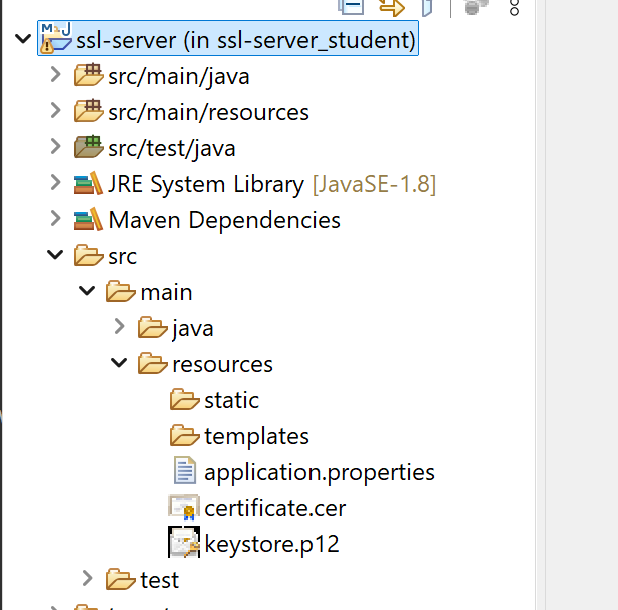 ssl-server (in ssl-server_student)
src/main/java
src/main/resources
src/test/java
JRE System Library [JavaSE-1.8]
Maven Dependencies
src
main
java
resources
static
templates
application.properties
certificate.cer
keystore.p12
test